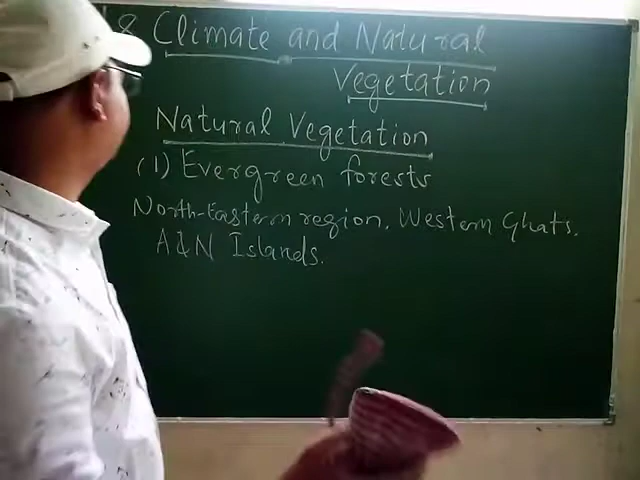 8 Climate and Natural
Vegetation
Natural Vegetation
(1) Evergreen forests
North-Eastern region, Western Ghats,
A&N Islands.